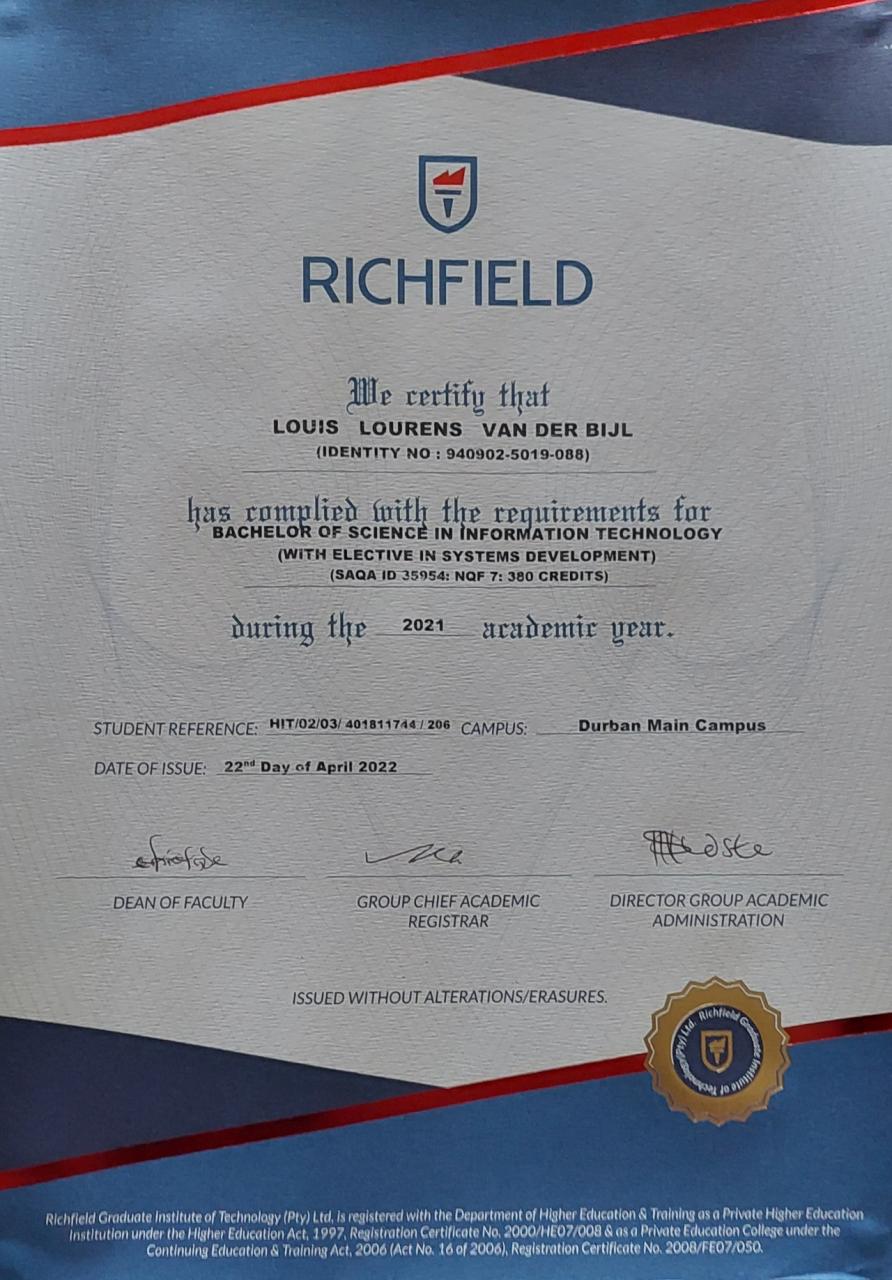 RICHFIELD
We certify that
LOUIS LOURENS VAN DER BIJL
(IDENTITY NO : 940902-5019-088)
has complied with the requirements for
BACHELOR OF SCIENCE IN INFORMATION TECHNOLOGY
(WITH ELECTIVE IN SYSTEMS DEVELOPMENT)
(SAQA ID 35954: NQF 7: 380 CREDITS)
during the 2021 academic year.
STUDENT REFERENCE: HIT/02/03/ 401811744 / 206 CAMPUS: Durban Main Campus
DATE OF ISSUE: 22nd Day of April 2022
DEAN OF FACULTY
GROUP CHIEF ACADEMIC
REGISTRAR
DIRECTOR GROUP ACADEMIC
ADMINISTRATION
ISSUED WITHOUT ALTERATIONS/ERASURES.
Richfield Graduate Institute of Technology (Pty) Ltd.
Richfield Graduate Institute of Technology (Pty) Ltd, is registered with the Department of Higher Education & Training as a Private Higher Education
Institution under the Higher Education Act, 1997, Registration Certificate No. 2000/HE07/008 & as a Private Education College under the
Continuing Education & Training Act, 2006 (Act No. 16 of 2006), Registration Certificate No. 2008/FE07/050.